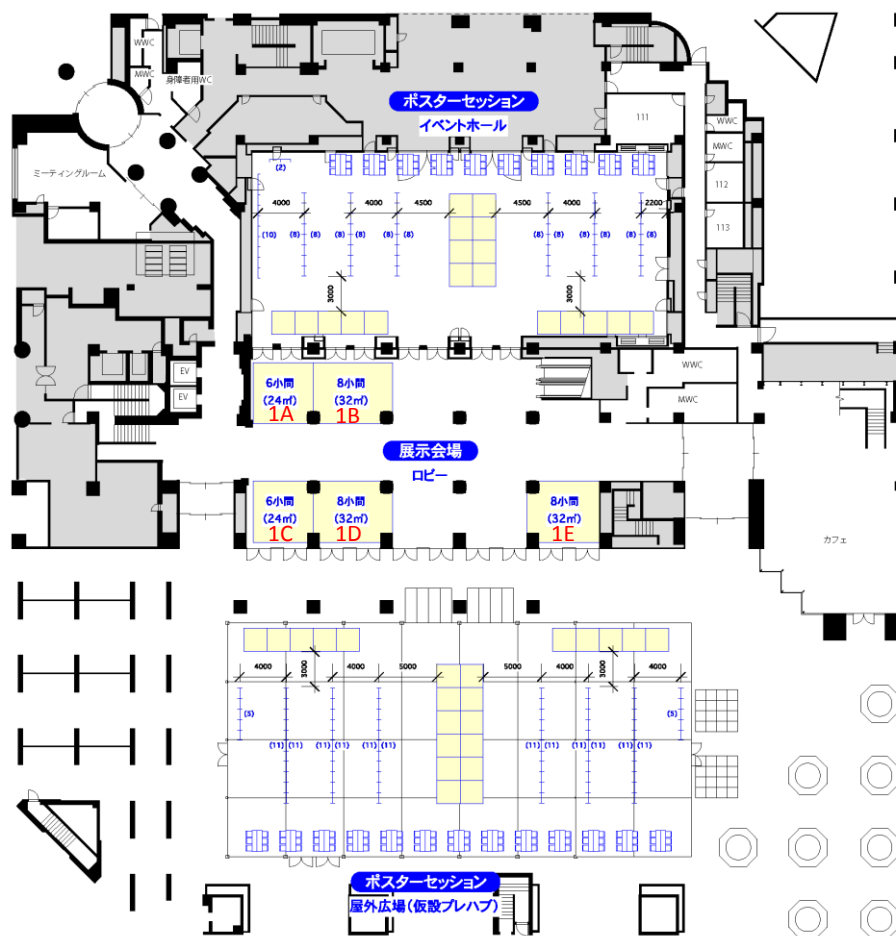 WWC
MWC
身障者用WC
ポスターセッション
イベントホール
111
WWC
MWC
112
113
ミーティングルーム
(2)
4000
4000
4500
4500
4000
2200
(10)
(8)
(8)
(8)
(8)
(8)
(8)
(8)
(8)
(8)
(8)
(8)
(8)
3000
3000
EV
EV
6小間
(24㎡)
1A
8小間
(32㎡)
1B
WWC
MWC
展示会場
ロビー
6小間
(24㎡)
1C
8小間
(32㎡)
1D
8小間
(32㎡)
1E
カフェ
4000
3000
4000
5000
5000
4000
3000
4000
(5)
(5)
(11)
(11)
(11)
(11)
(11)
(11)
(11)
(11)
(11)
(11)
(11)
(11)
ポスターセッション
屋外広場(仮設プレハブ)